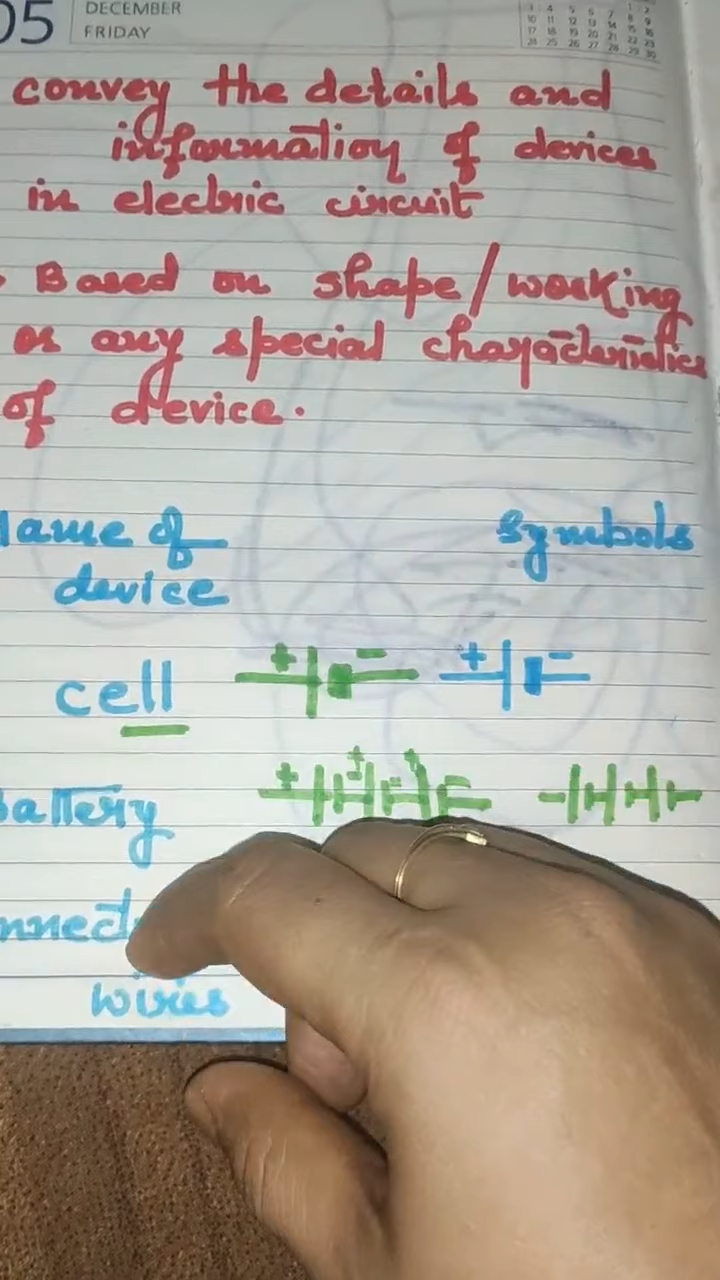 05 DECEMBER
FRIDAY
convey the details and
information of devices
in electric circuit
Based on shape/working
or any special characteristics
of device.
Name of Symbols
device
cell + - + -
Battery + + + -
wires